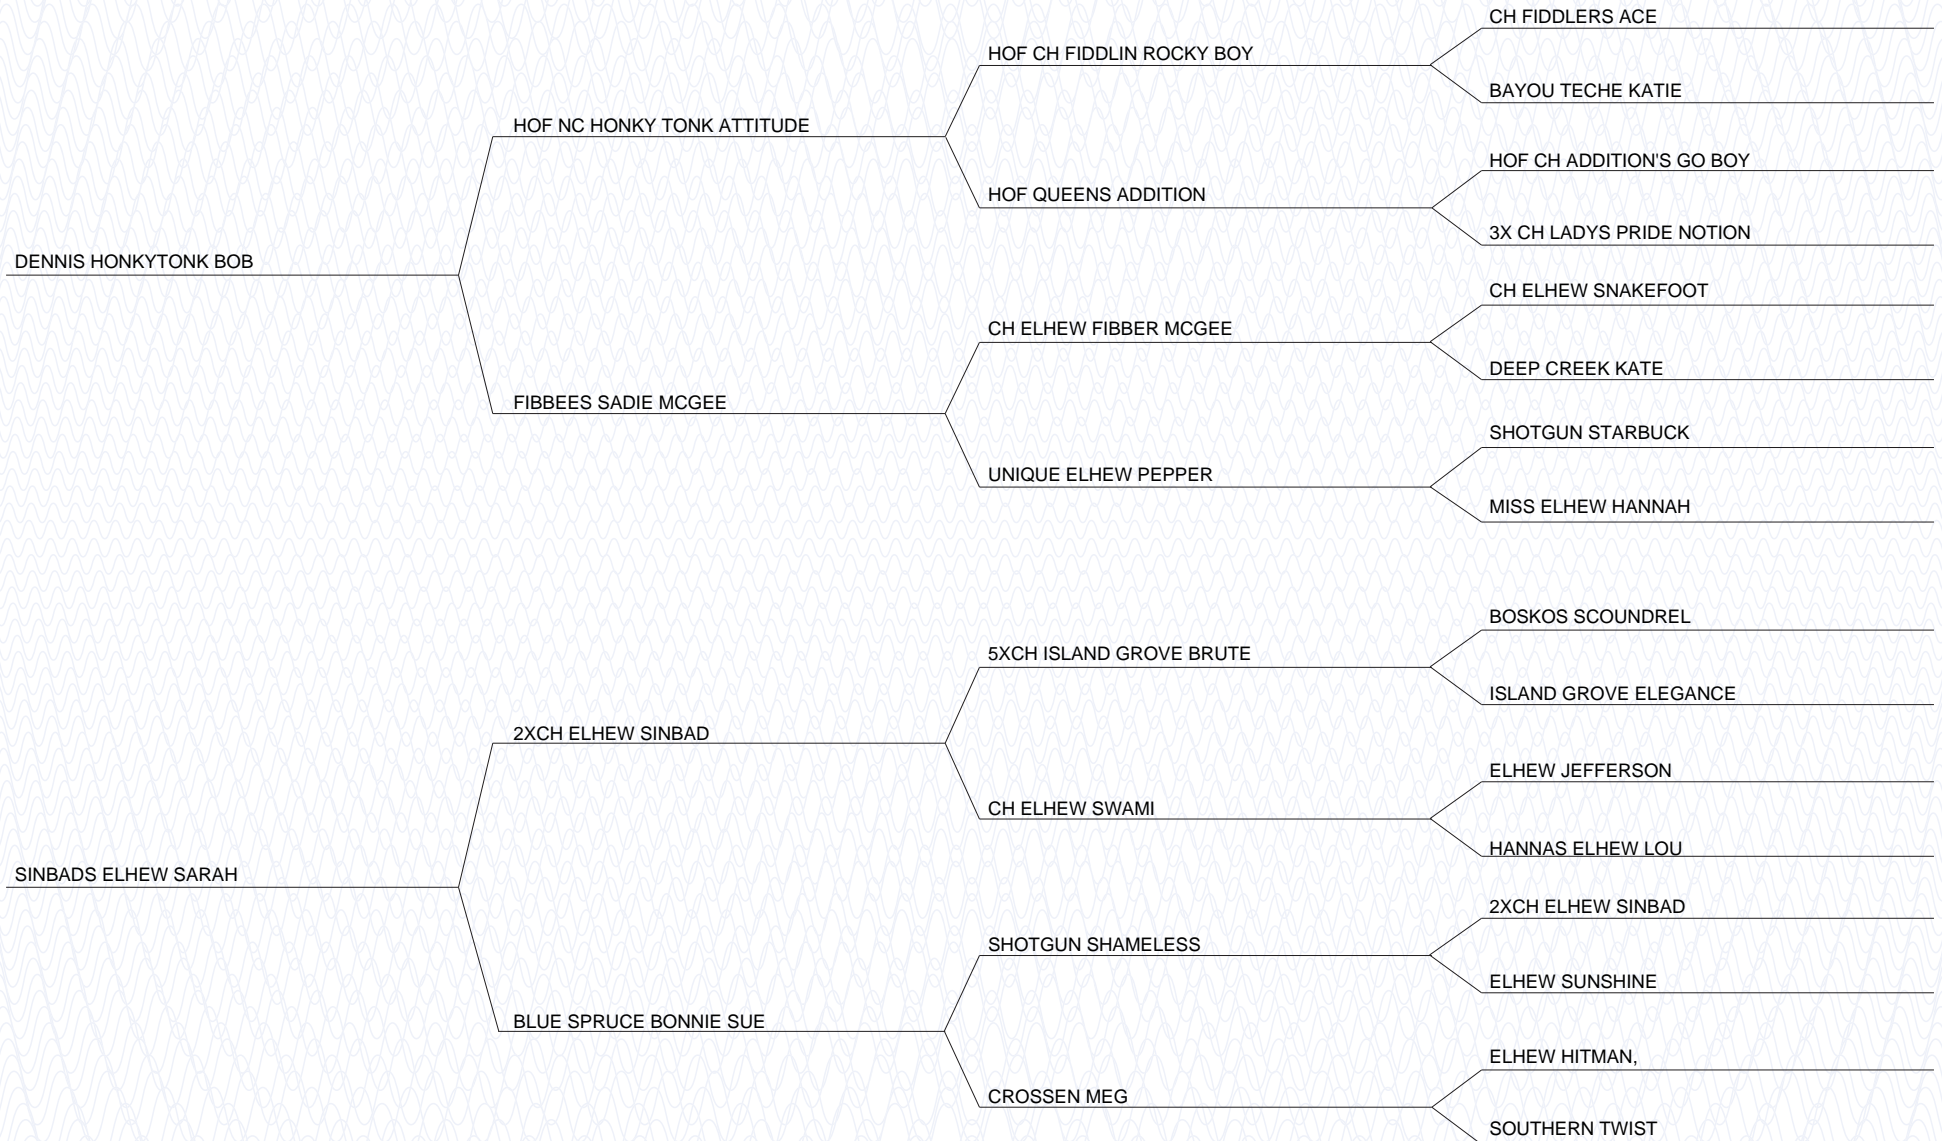 CH FIDDLERS ACE
HOF CH FIDDLIN ROCKY BOY
BAYOU TECHE KATIE
HOF NC HONKY TONK ATTITUDE
HOF CH ADDITION'S GO BOY
HOF QUEENS ADDITION
3X CH LADYS PRIDE NOTION
DENNIS HONKYTONK BOB
CH ELHEW SNAKEFOOT
CH ELHEW FIBBER MCGEE
DEEP CREEK KATE
FIBBEES SADIE MCGEE
SHOTGUN STARBUCK
UNIQUE ELHEW PEPPER
MISS ELHEW HANNAH
BOSKOS SCOUNDREL
5XCH ISLAND GROVE BRUTE
ISLAND GROVE ELEGANCE
2XCH ELHEW SINBAD
ELHEW JEFFERSON
CH ELHEW SWAMI
HANNAS ELHEW LOU
SINBADS ELHEW SARAH
2XCH ELHEW SINBAD
SHOTGUN SHAMELESS
ELHEW SUNSHINE
BLUE SPRUCE BONNIE SUE
ELHEW HITMAN,
CROSSEN MEG
SOUTHERN TWIST